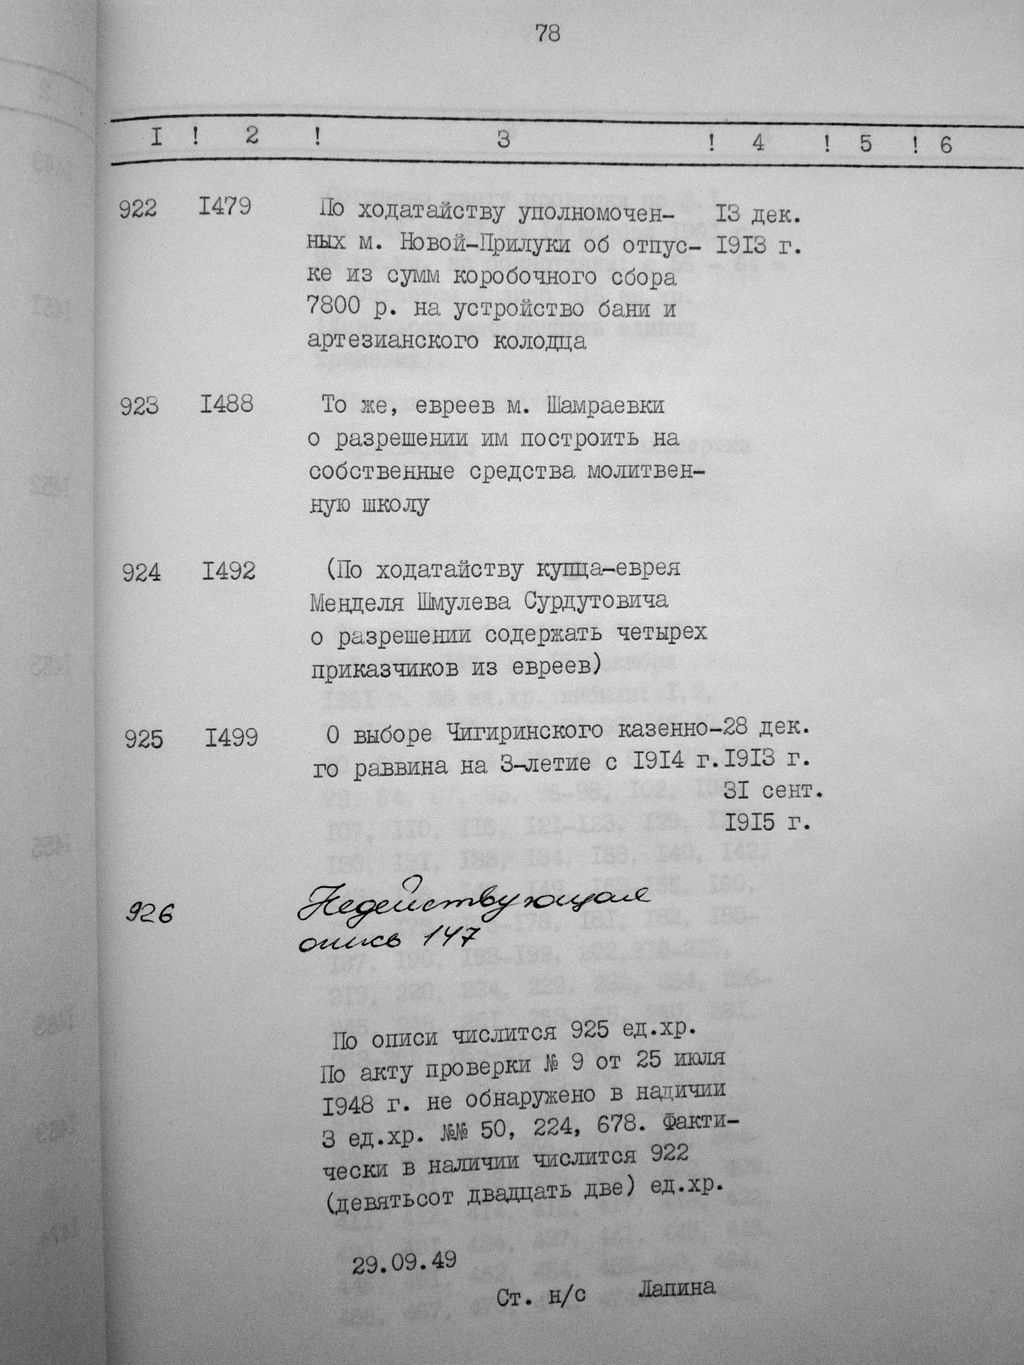 78
I ! 2 ! 3 ! 4 ! 5 ! 6
922 I479 По ходатайству уполномочен- I3 дек.
ных м. Новой-Прилуки об отпус- I9I3 г.
ке из сумм коробочного сбора
7800 р. на устройство бани и
артезианского колодца
923 I488 То же, евреев м. Шамраевки
о разрешении им построить на
собственные средства молитвен-
ную школу
924 I492 (По ходатайству купца-еврея
Менделя Шмулева Сурдутовича
о разрешении содержать четырех
приказчиков из евреев)
925 I499 О выборе Чигиринского казенно- 28 дек.
го раввина на 3-летие с I9I4 г. I9I3 г.
3I сент.
I9I5 г.
926 Недействующая
опись 147
По описи числится 925 ед.хр.
По акту проверки № 9 от 25 июля
I948 г. не обнаружено в наличии
3 ед.хр. №№ 50, 224, 678. Факти-
чески в наличии числится 922
(девятьсот двадцать две) ед.хр.
29.09.49
Ст. н/с Лапина